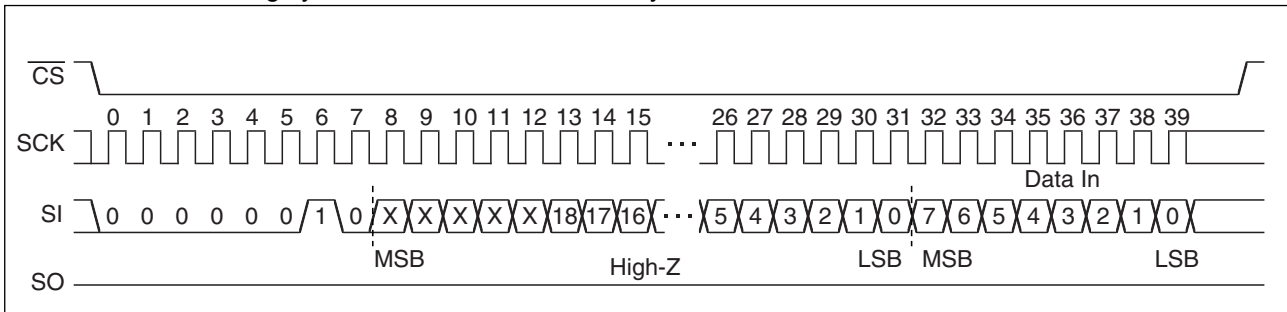 CS
0 1 2 3 4 5 6 7 8 9 10 11 12 13 14 15 26 27 28 29 30 31 32 33 34 35 36 37 38 39
SCK
Data In
SI 0 0 0 0 0 0 1 0 X X X X X 18 17 16 5 4 3 2 1 0 7 6 5 4 3 2 1 0
MSB High-Z LSB MSB LSB
SO